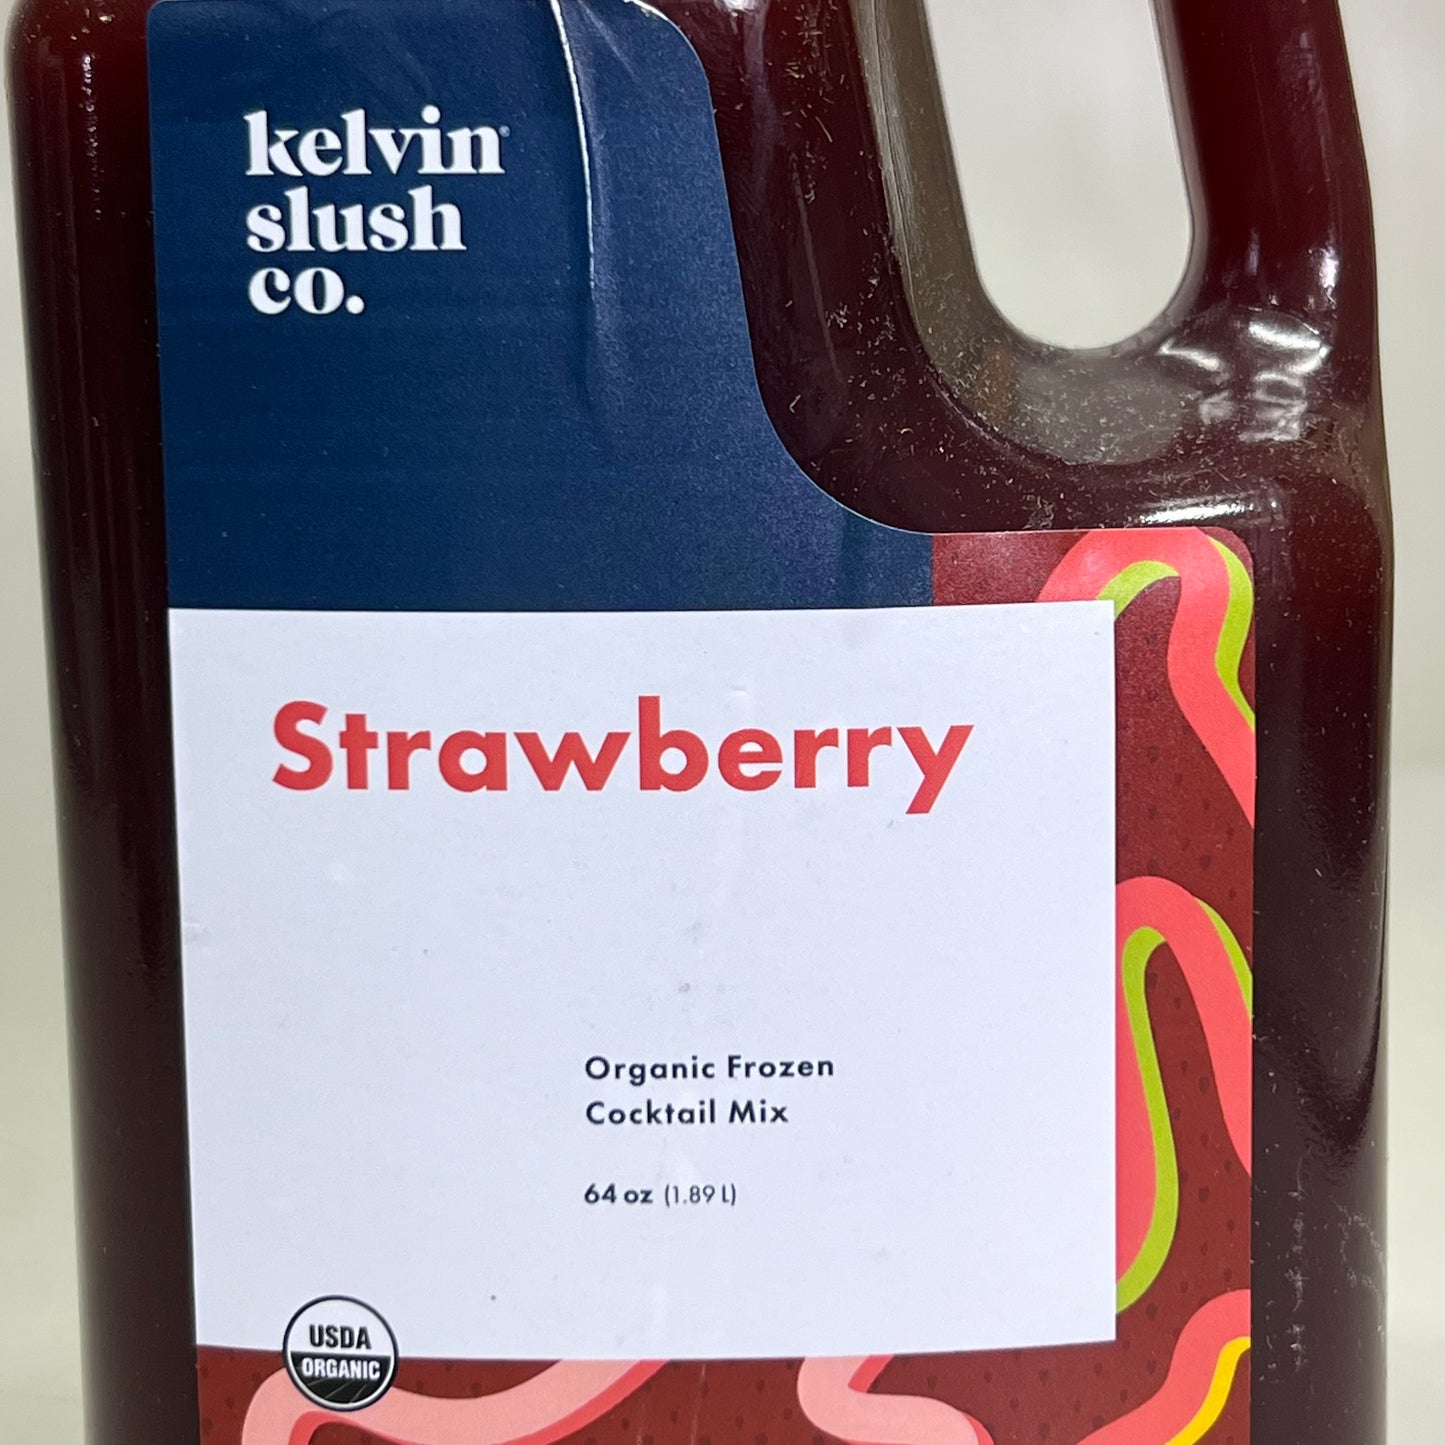 kelvin
slush
co.
Strawberry
Organic Frozen
Cocktail Mix
64 oz (1.89 L)
USDA
ORGANIC